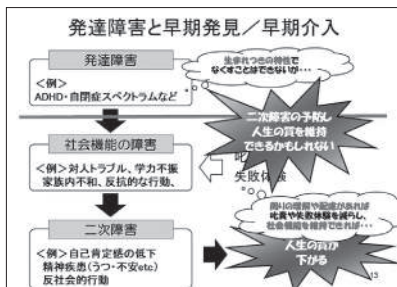 発達障害と早期発見／早期介入
発達障害
＜例＞
ADHD・自閉症スペクトラムなど
生まれつきの特性で
なくすことはできないが・・・
二次障害の予防し
人生の質を維持
できるかもしれない
社会機能の障害
＜例＞対人トラブル、学力不振
家族内不和、反抗的な行動、
叱
失敗体験
周りの理解や配慮があれば
叱責や失敗体験を減らし、
社会機能を維持できれば・・・
二次障害
＜例＞自己肯定感の低下
精神疾患(うつ・不安etc)
反社会的行動
人生の質が
下がる
15